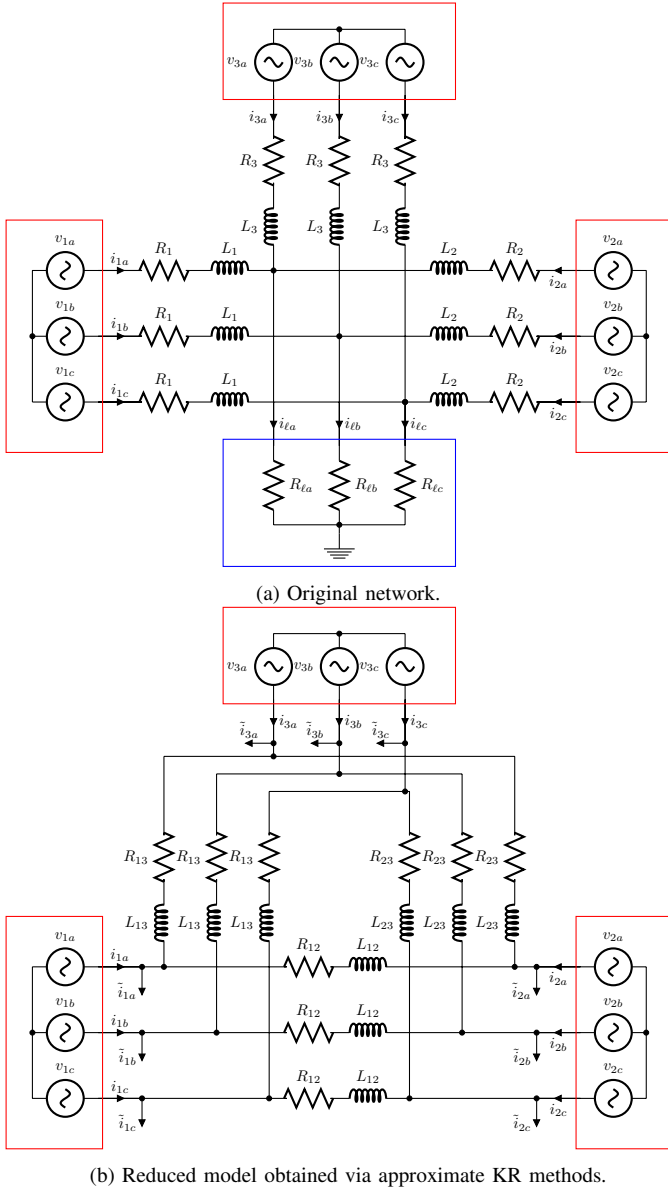 v3a v3b v3c
i3a i3b i3c
R3 R3 R3
L3 L3 L3
v1a i1a R1 L1 L2 R2 i2a v2a
v1b i1b R1 L1 L2 R2 i2b v2b
v1c i1c R1 L1 L2 R2 i2c v2c
iℓa iℓb iℓc
Rℓa Rℓb Rℓc
(a) Original network.
v3a v3b v3c
ĩ3a i3a ĩ3b i3b ĩ3c i3c
R13 R13 R13 R23 R23 R23
L13 L13 L13 L23 L23 L23
v1a i1a ĩ1a R12 L12 ĩ2a i2a v2a
v1b i1b ĩ1b R12 L12 ĩ2b i2b v2b
v1c i1c ĩ1c R12 L12 ĩ2c i2c v2c
(b) Reduced model obtained via approximate KR methods.